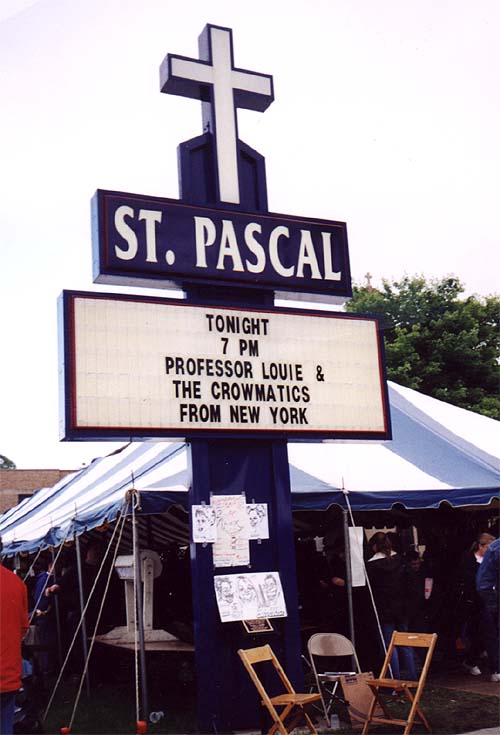 ST. PASCAL
TONIGHT
7 PM
PROFESSOR LOUIE &
THE CROWMATICS
FROM NEW YORK